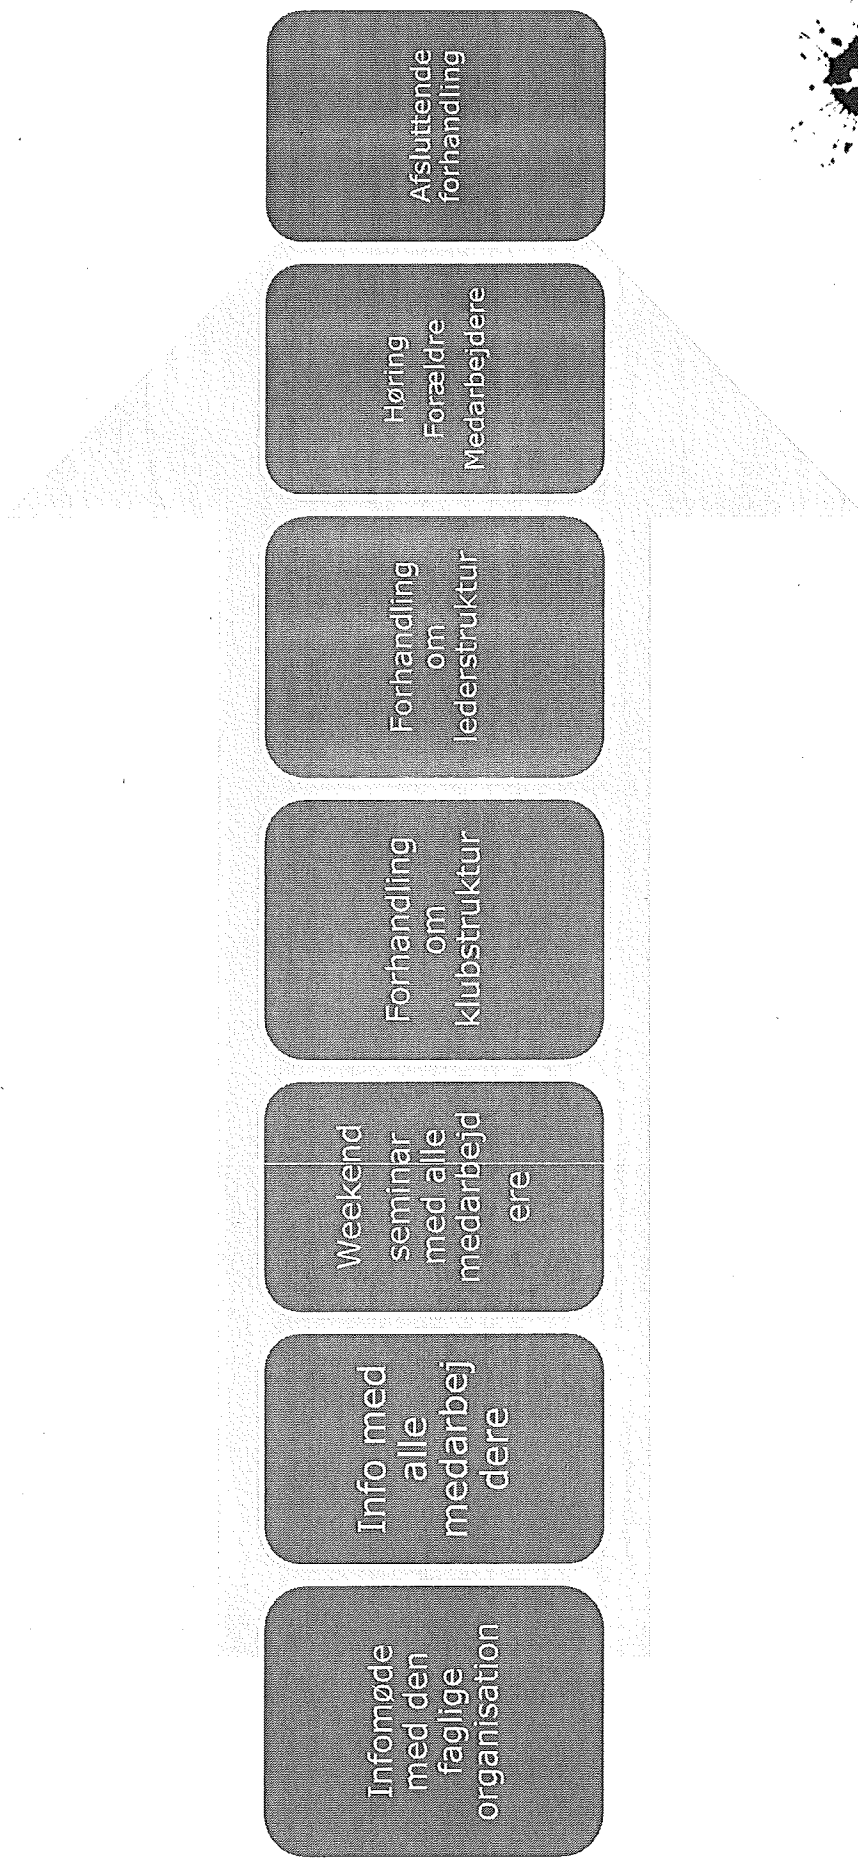 Infomøde
med den
faglige
organisation
Info med
alle
medarbej
dere
Weekend
seminar
med alle
medarbejd
ere
Forhandling
om
klubstruktur
Forhandling
om
lederstruktur
Høring
Forældre
Medarbejdere
Afsluttende
forhandling